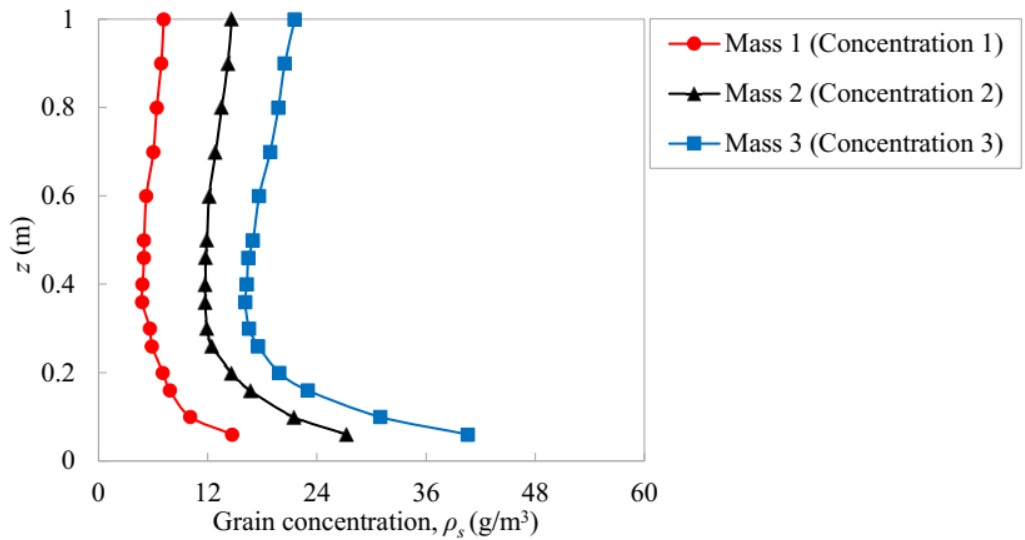 1
0.8
0.6
0.4
0.2
0
z (m)
0 12 24 36 48 60
Grain concentration, ρs (g/m³)
Mass 1 (Concentration 1)
Mass 2 (Concentration 2)
Mass 3 (Concentration 3)